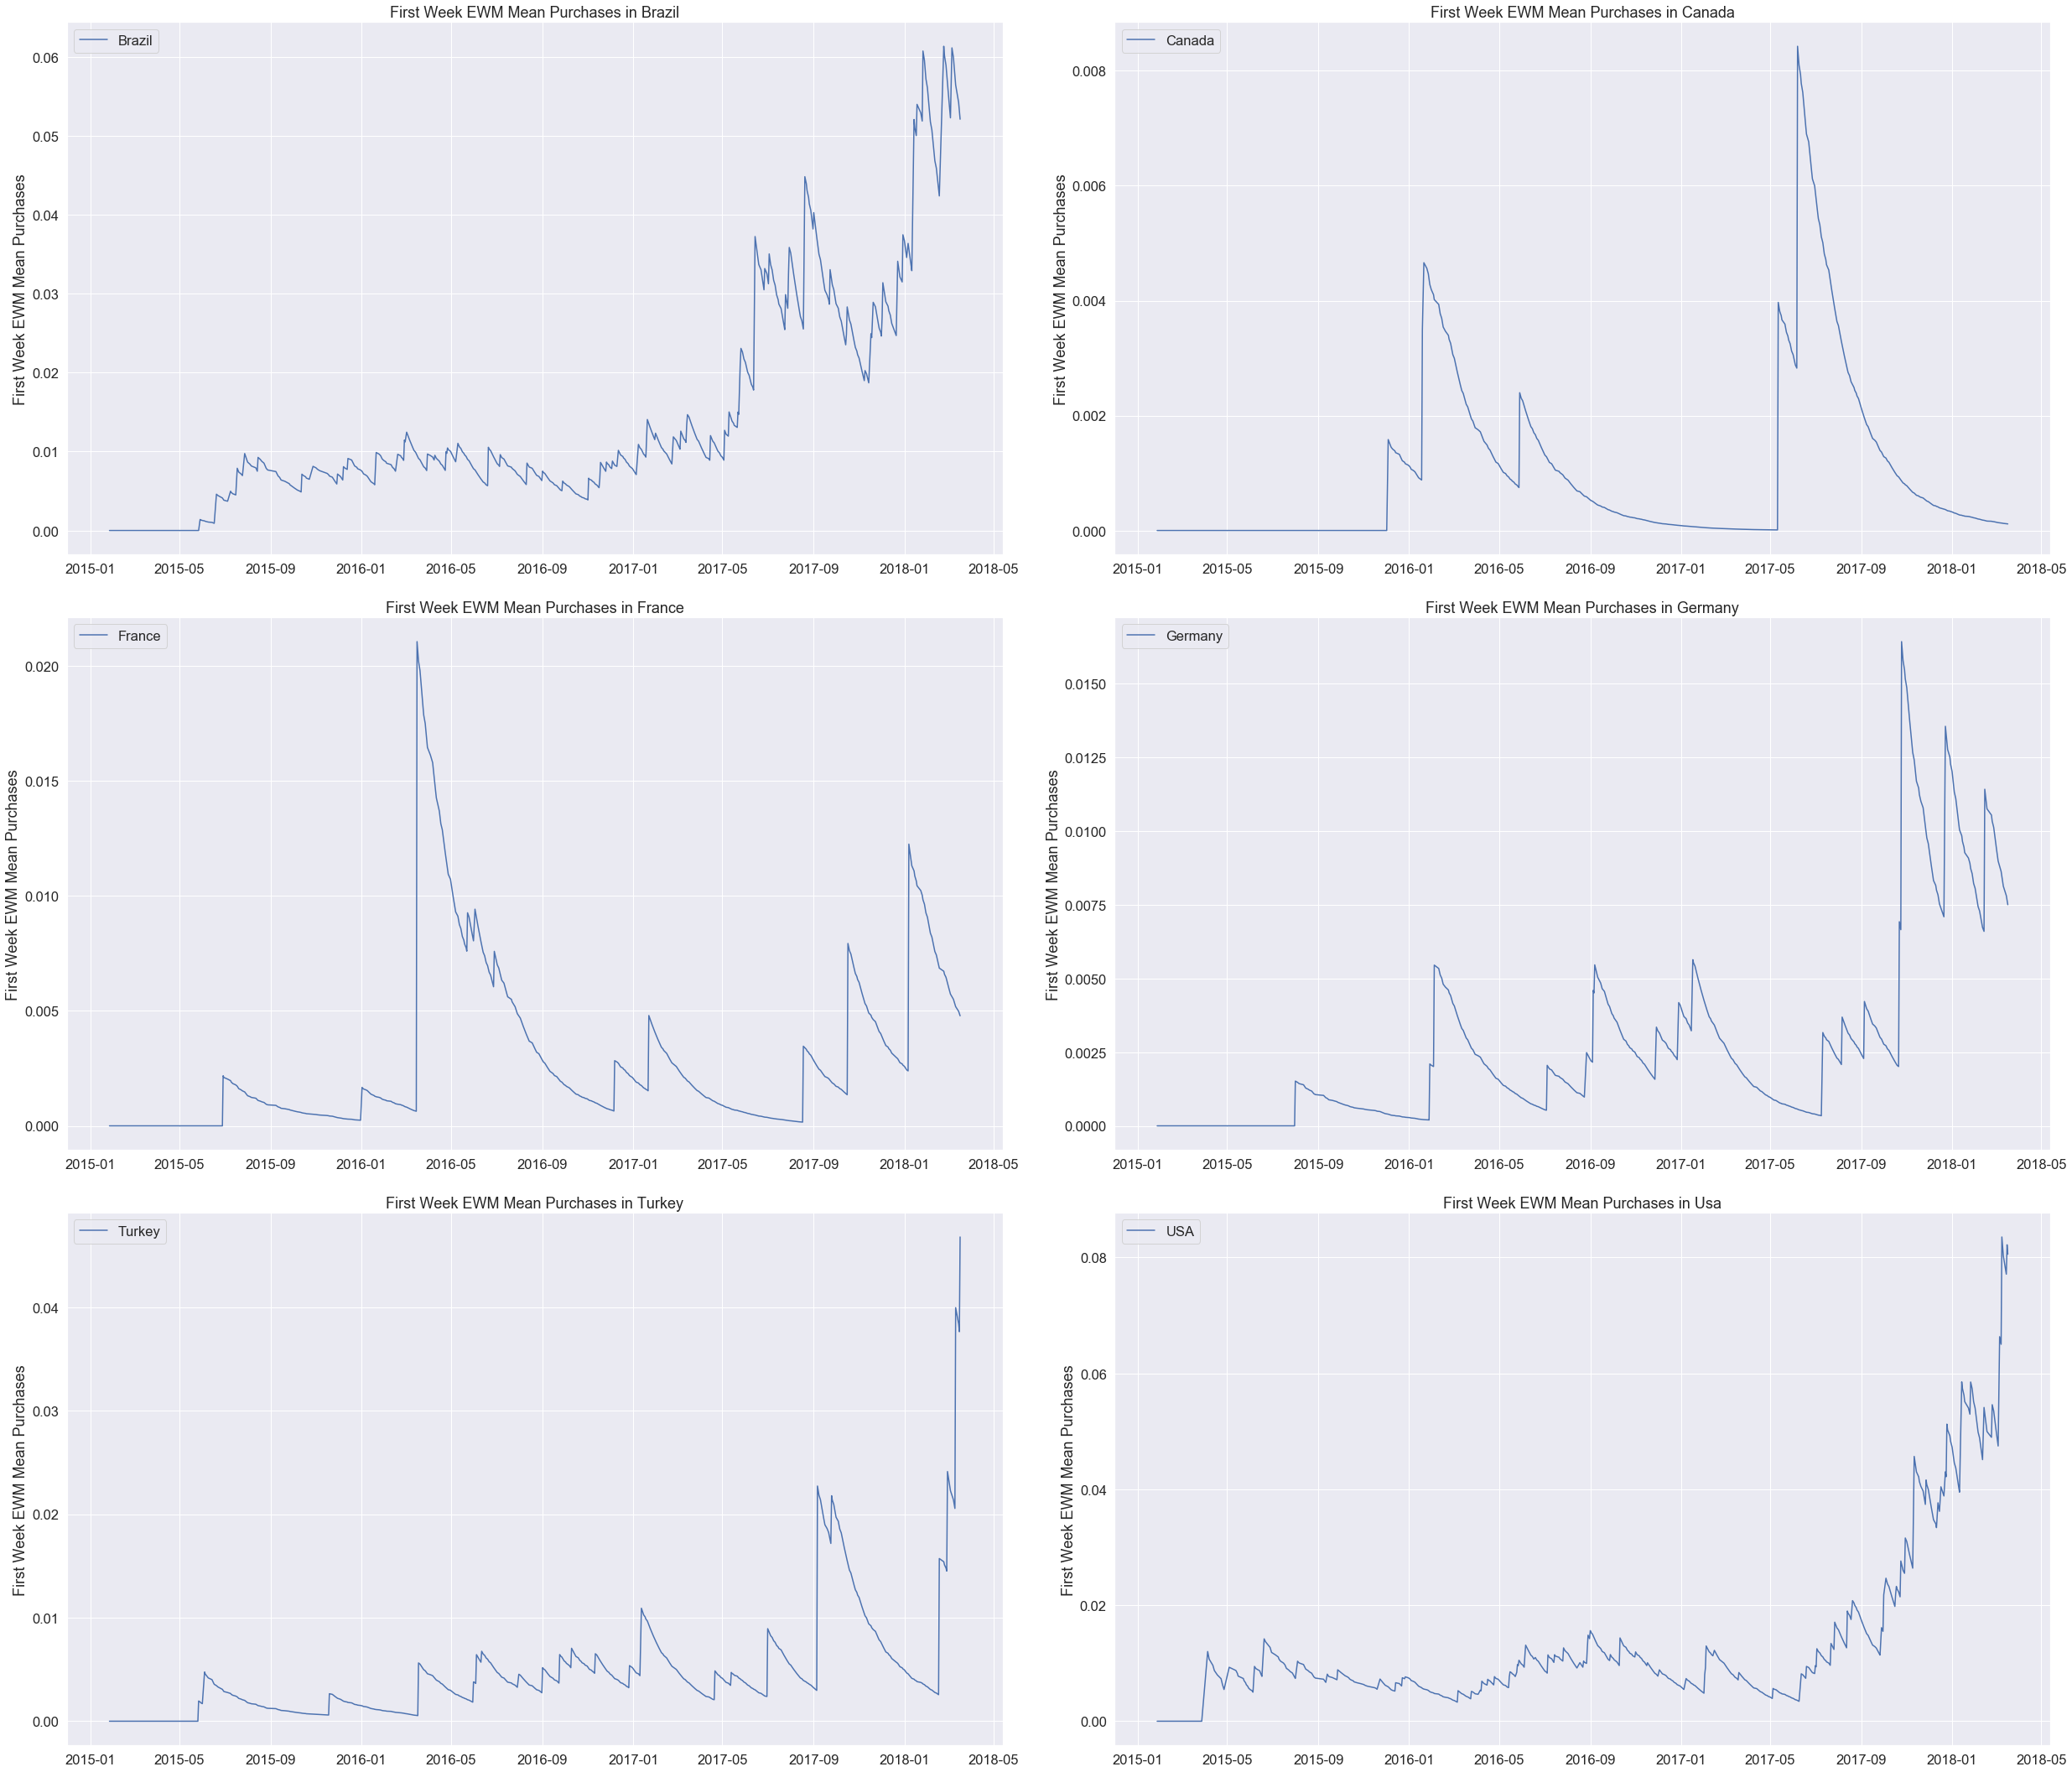 First Week EWM Mean Purchases in Brazil
Brazil
First Week EWM Mean Purchases
0.06
0.05
0.04
0.03
0.02
0.01
0.00
2015-01 2015-05 2015-09 2016-01 2016-05 2016-09 2017-01 2017-05 2017-09 2018-01 2018-05
First Week EWM Mean Purchases in Canada
Canada
First Week EWM Mean Purchases
0.008
0.006
0.004
0.002
0.000
2015-01 2015-05 2015-09 2016-01 2016-05 2016-09 2017-01 2017-05 2017-09 2018-01 2018-05
First Week EWM Mean Purchases in France
France
First Week EWM Mean Purchases
0.020
0.015
0.010
0.005
0.000
2015-01 2015-05 2015-09 2016-01 2016-05 2016-09 2017-01 2017-05 2017-09 2018-01 2018-05
First Week EWM Mean Purchases in Germany
Germany
First Week EWM Mean Purchases
0.0150
0.0125
0.0100
0.0075
0.0050
0.0025
0.0000
2015-01 2015-05 2015-09 2016-01 2016-05 2016-09 2017-01 2017-05 2017-09 2018-01 2018-05
First Week EWM Mean Purchases in Turkey
Turkey
First Week EWM Mean Purchases
0.04
0.03
0.02
0.01
0.00
2015-01 2015-05 2015-09 2016-01 2016-05 2016-09 2017-01 2017-05 2017-09 2018-01 2018-05
First Week EWM Mean Purchases in Usa
USA
First Week EWM Mean Purchases
0.08
0.06
0.04
0.02
0.00
2015-01 2015-05 2015-09 2016-01 2016-05 2016-09 2017-01 2017-05 2017-09 2018-01 2018-05